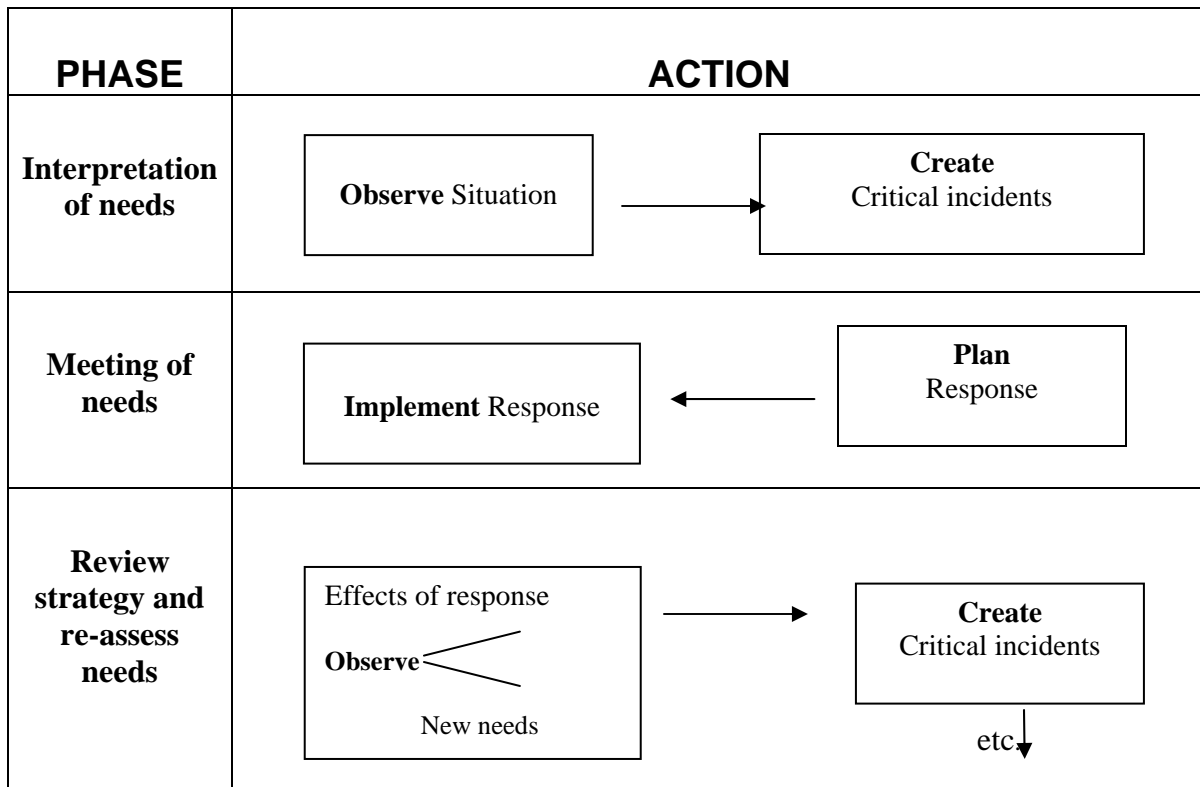 PHASE
ACTION
Interpretation
of needs
Observe Situation
Create
Critical incidents
Meeting of
needs
Implement Response
Plan
Response
Review
strategy and
re-assess
needs
Effects of response
Observe
New needs
Create
Critical incidents
etc.